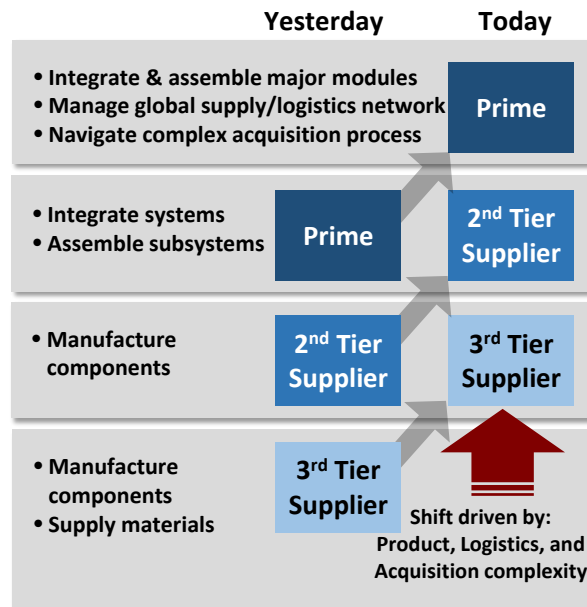 Yesterday Today
• Integrate & assemble major modules
• Manage global supply/logistics network
• Navigate complex acquisition process
Prime
• Integrate systems
• Assemble subsystems
Prime
2nd Tier
Supplier
• Manufacture
components
2nd Tier
Supplier
3rd Tier
Supplier
• Manufacture
components
• Supply materials
3rd Tier
Supplier
Shift driven by:
Product, Logistics, and
Acquisition complexity